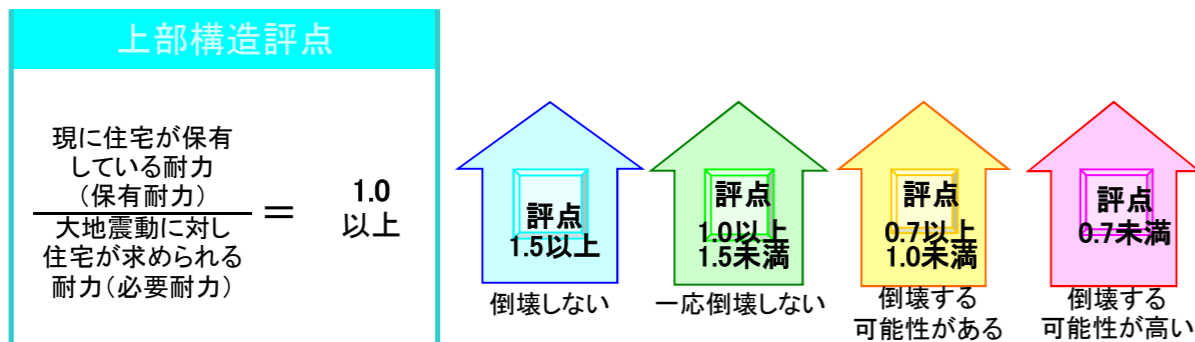 上部構造評点
現に住宅が保有
している耐力
(保有耐力)
大地震動に対し
住宅が求められる
耐力(必要耐力)
=
1.0
以上
評点
1.5以上
倒壊しない
評点
1.0以上
1.5未満
一応倒壊しない
評点
0.7以上
1.0未満
倒壊する
可能性がある
評点
0.7未満
倒壊する
可能性が高い